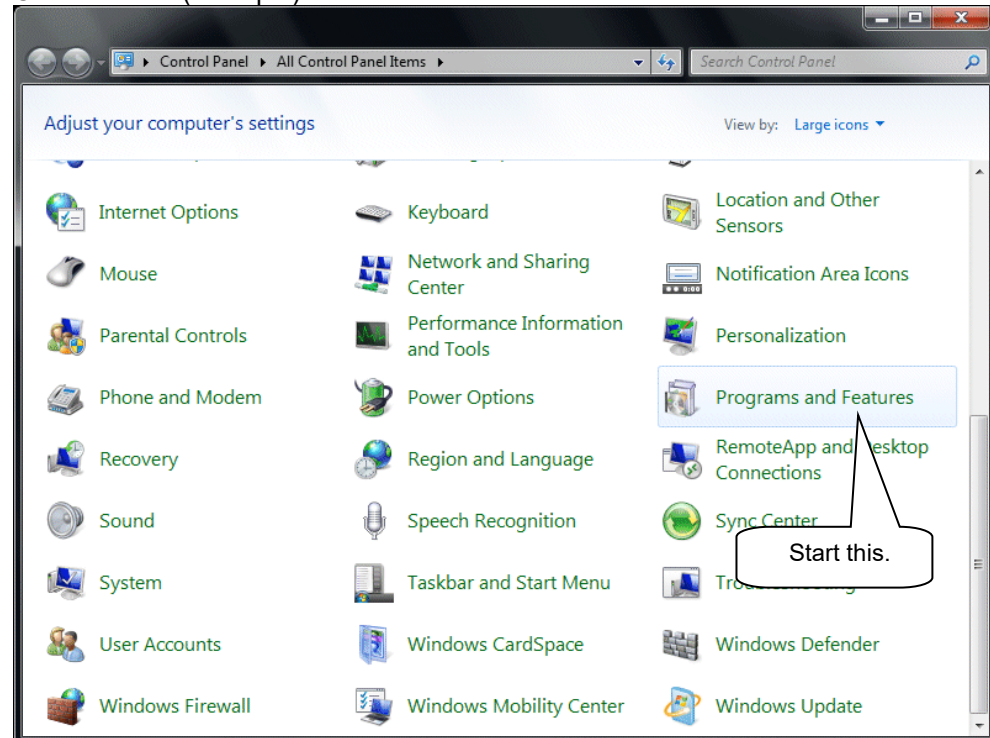 Control Panel ▸ All Control Panel Items ▸
Search Control Panel
Adjust your computer's settings
View by: Large icons
Internet Options
Keyboard
Location and Other
Sensors
Mouse
Network and Sharing
Center
Notification Area Icons
Parental Controls
Performance Information
and Tools
Personalization
Phone and Modem
Power Options
Programs and Features
Recovery
Region and Language
RemoteApp and Desktop
Connections
Sound
Speech Recognition
Sync Center
Start this.
System
Taskbar and Start Menu
User Accounts
Windows CardSpace
Windows Defender
Windows Firewall
Windows Mobility Center
Windows Update